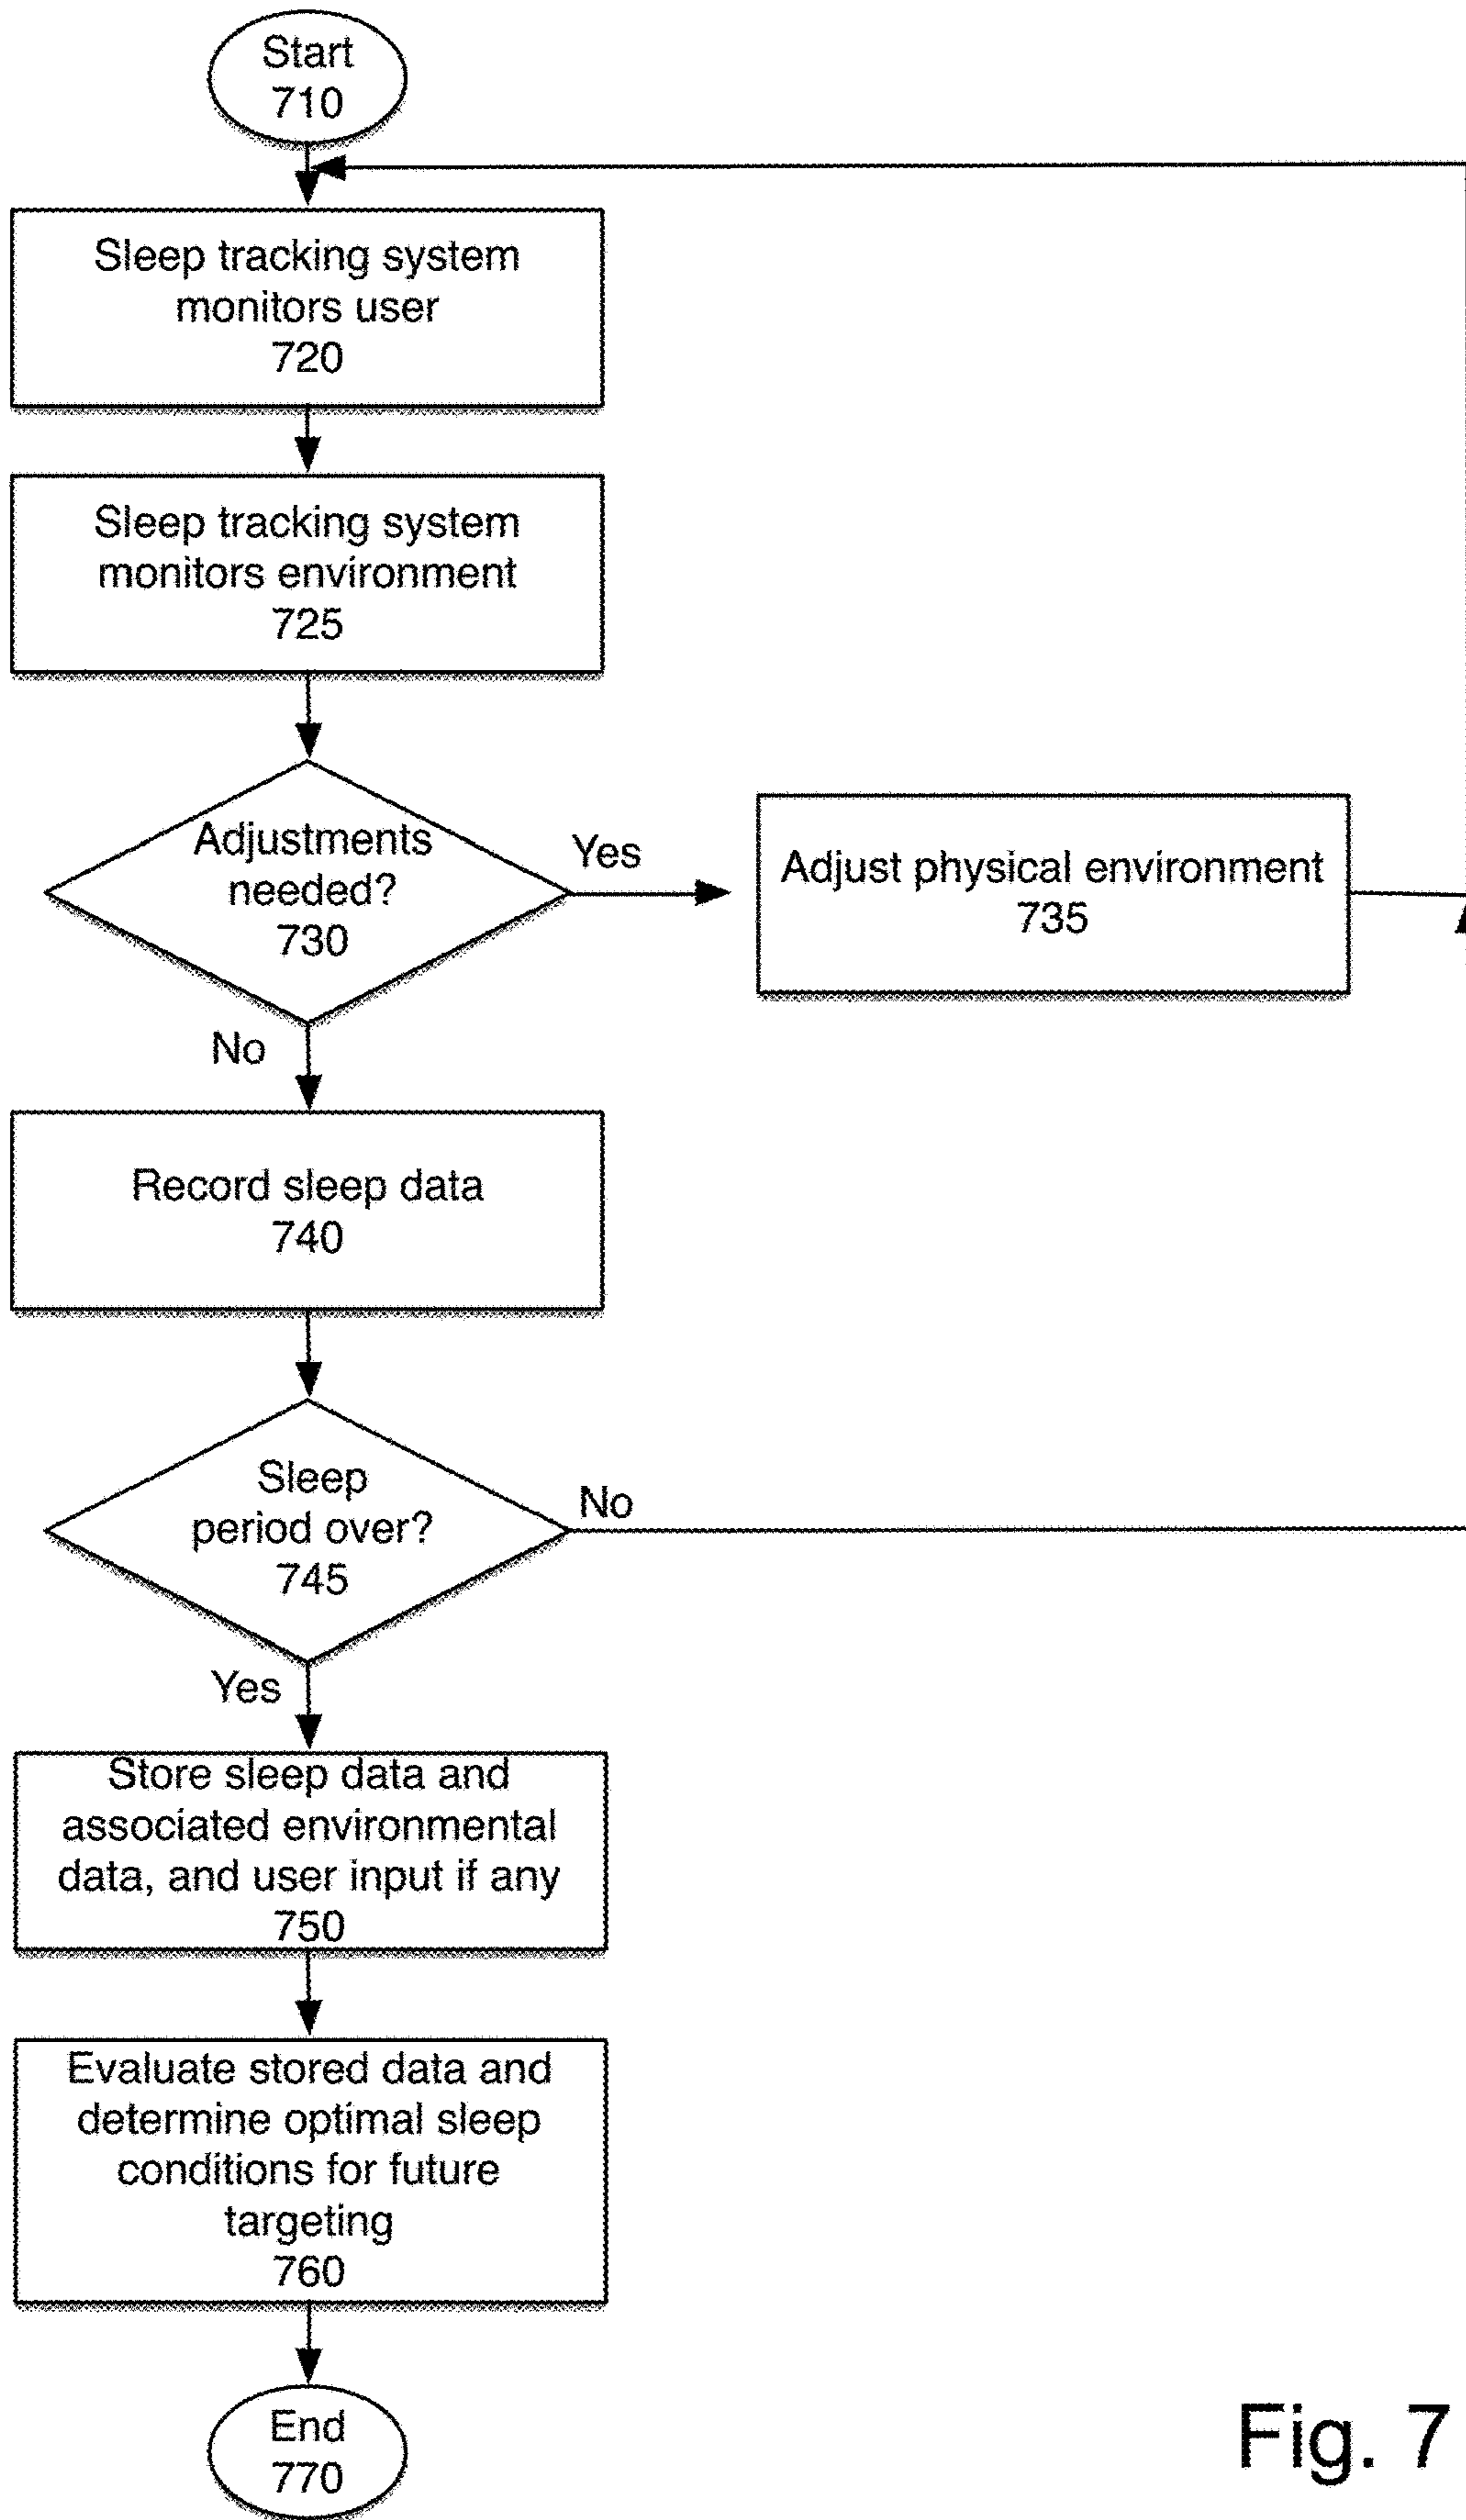 Start
710
Sleep tracking system
monitors user
720
Sleep tracking system
monitors environment
725
Adjustments
needed?
730
Yes
Adjust physical environment
735
No
Record sleep data
740
Sleep
period over?
745
No
Yes
Store sleep data and
associated environmental
data, and user input if any
750
Evaluate stored data and
determine optimal sleep
conditions for future
targeting
760
End
770
Fig. 7